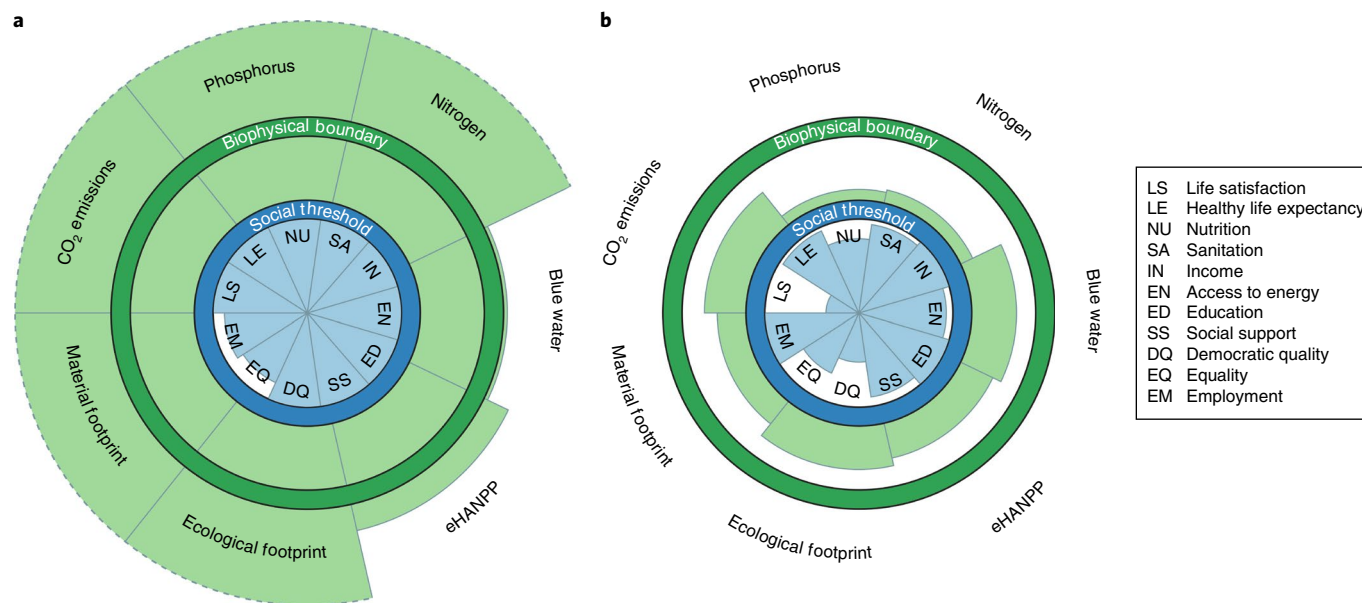 a
Phosphorus
Nitrogen
CO2 emissions
Biophysical boundary
Social threshold
LS
LE
NU
SA
IN
EN
ED
SS
DQ
EQ
EM
Blue water
Material footprint
Ecological footprint
eHANPP
b
Phosphorus
Nitrogen
CO2 emissions
Biophysical boundary
Social threshold
LS
LE
NU
SA
IN
EN
ED
SS
DQ
EQ
EM
Blue water
Material footprint
Ecological footprint
eHANPP
LS Life satisfaction
LE Healthy life expectancy
NU Nutrition
SA Sanitation
IN Income
EN Access to energy
ED Education
SS Social support
DQ Democratic quality
EQ Equality
EM Employment